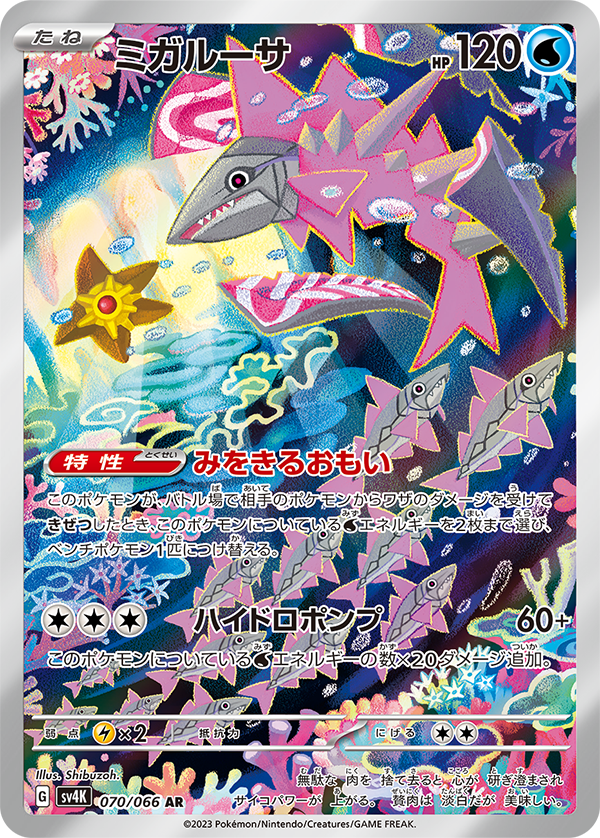 たね ミガルーサ HP120
特性 とくせい みをきるおもい
このポケモンが、バトル場で相手のポケモンからワザのダメージを受けて
きぜつしたとき、このポケモンについているエネルギーを2枚まで選び、
ベンチポケモン1匹につけ替える。
ハイドロポンプ 60+
このポケモンについているエネルギーの数×20ダメージ追加。
弱点 ×2 抵抗力 にげる
Illus. Shibuzoh.
G sv4K 070/066 AR
無駄な 肉を 捨て去ると 心が 研ぎ澄まされ
サイコパワーが 上がる。 贅肉は 淡白だが 美味しい。
©2023 Pokémon/Nintendo/Creatures/GAME FREAK.